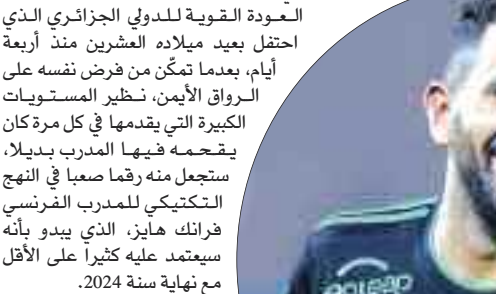 العودة القوية للدولي الجزائري الذي
احتفل بعيد ميلاده العشرين منذ أربعة
أيام، بعدما تمكّن من فرض نفسه على
الرواق الأيمن، نظير المستويات
الكبيرة التي يقدمها في كل مرة كان
يقحمه فيها المدرب بديلا،
ستجعل منه رقما صعبا في النهج
التكتيكي للمدرب الفرنسي
فرانك هايز، الذي يبدو بأنه
سيعتمد عليه كثيرا على الأقل
مع نهاية سنة 2024.